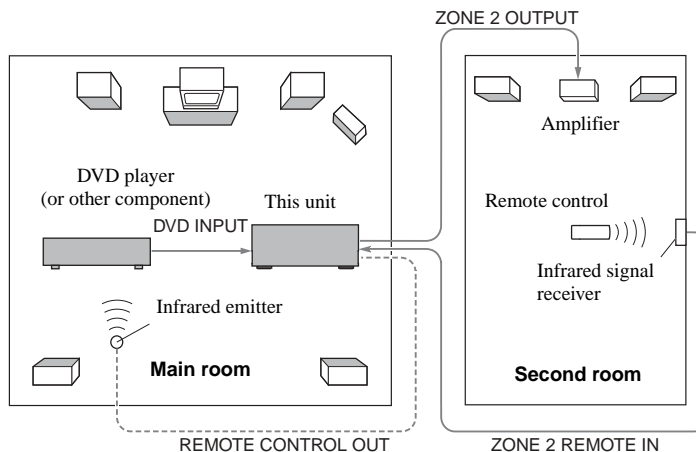 ZONE 2 OUTPUT
Amplifier
DVD player
(or other component)
This unit
DVD INPUT
Remote control
Infrared signal
receiver
Infrared emitter
Main room
Second room
REMOTE CONTROL OUT
ZONE 2 REMOTE IN